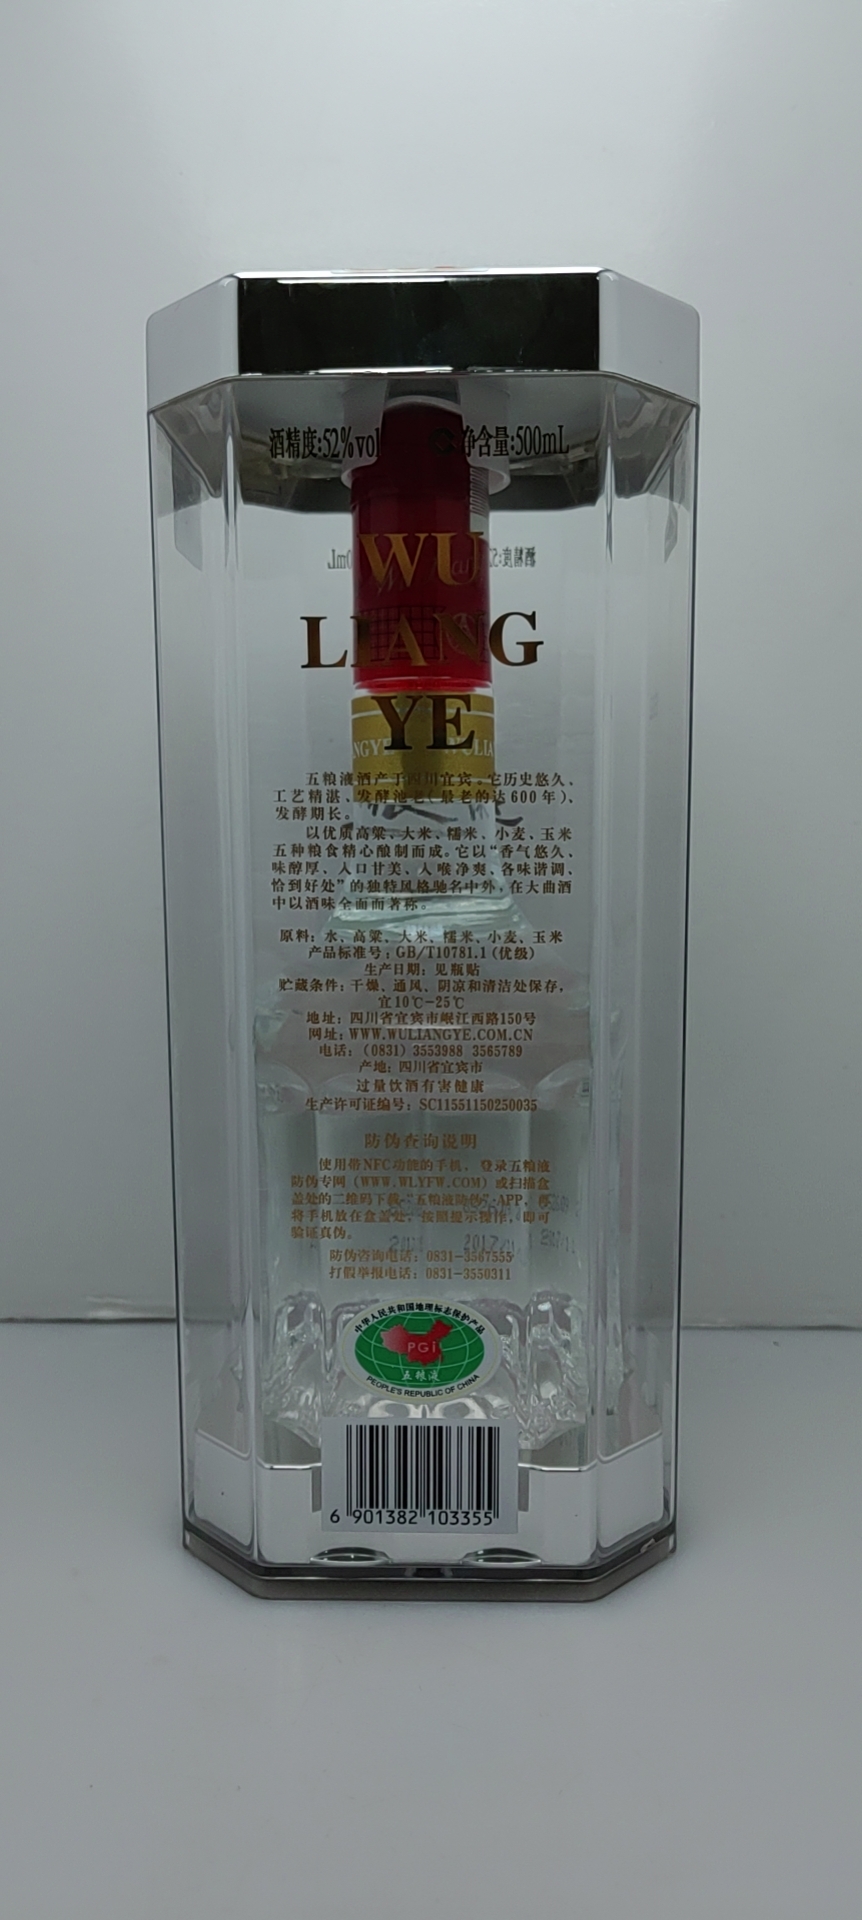 酒精度:52%vol 净含量:500mL
WU
LIANG
YE
五粮液酒产于四川宜宾。它历史悠久、
工艺精湛、发酵池老(最老的达600年)、
发酵期长。
以优质高粱、大米、糯米、小麦、玉米
五种粮食精心酿制而成。它以“香气悠久、
味醇厚、入口甘美、入喉净爽、各味谐调、
恰到好处”的独特风格驰名中外,在大曲酒
中以酒味全面而著称。
原料:水、高粱、大米、糯米、小麦、玉米
产品标准号:GB/T10781.1(优级)
生产日期:见瓶贴
贮藏条件:干燥、通风、阴凉和清洁处保存,
宜10℃-25℃
地址:四川省宜宾市岷江西路150号
网址:WWW.WULIANGYE.COM.CN
电话:(0831)3553988 3565789
产地:四川省宜宾市
过量饮酒有害健康
生产许可证编号:SC11551150250035
防伪查询说明
使用带NFC功能的手机,登录五粮液
防伪专网(WWW.WLYFW.COM)或扫描盒
盖处的二维码下载“五粮液防伪”APP,
将手机放在盒盖处,按照提示操作,即可
验证真伪。
防伪咨询电话:0831-3567555
打假举报电话:0831-3550311
中华人民共和国地理标志保护产品
PGi
五粮液
PEOPLE'S REPUBLIC OF CHINA
6 901382 103355